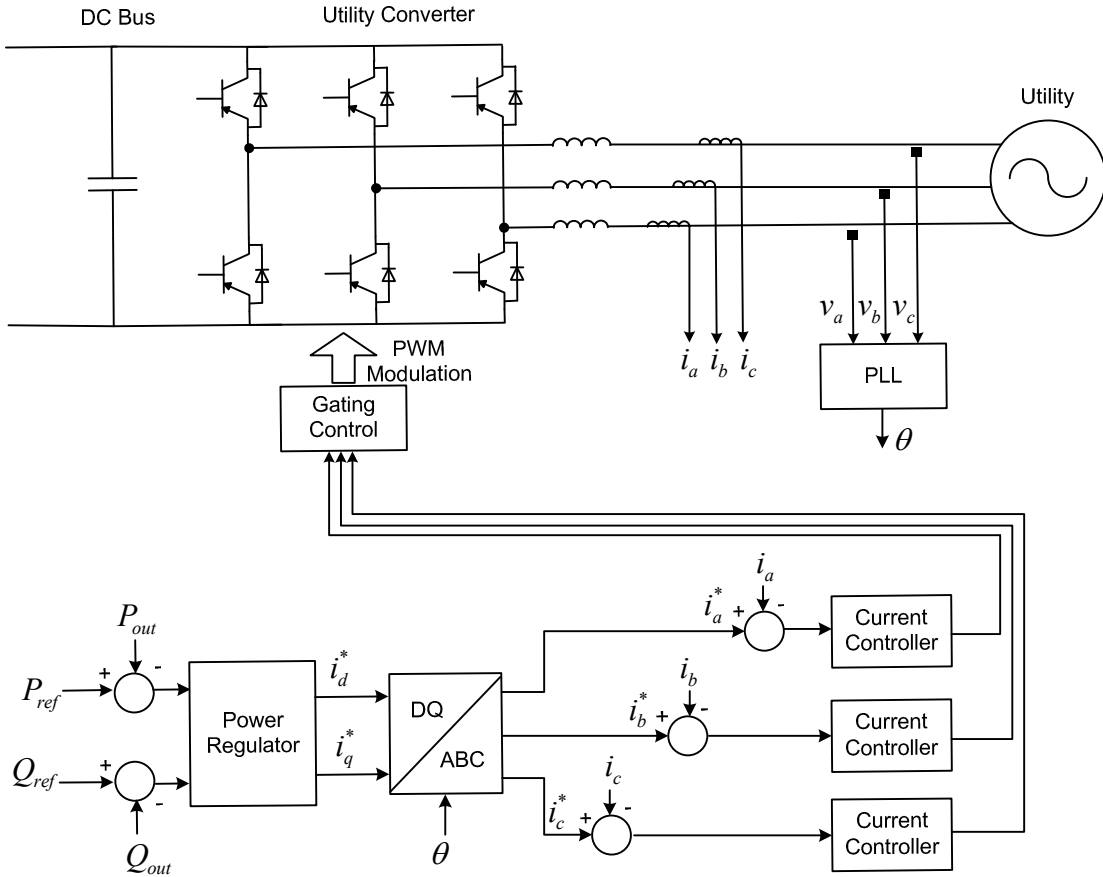 DC Bus
Utility Converter
Utility
v_a
v_b
v_c
i_a
i_b
i_c
PWM
Modulation
PLL
Gating
Control
θ
i_a
P_out
i_a^*
+
-
Current
Controller
+
-
i_d^*
i_b
P_ref
DQ
i_b^*
+
-
Power
Regulator
Current
Controller
i_q^*
ABC
Q_ref
+
-
i_c
i_c^*
+
-
Current
Controller
Q_out
θ